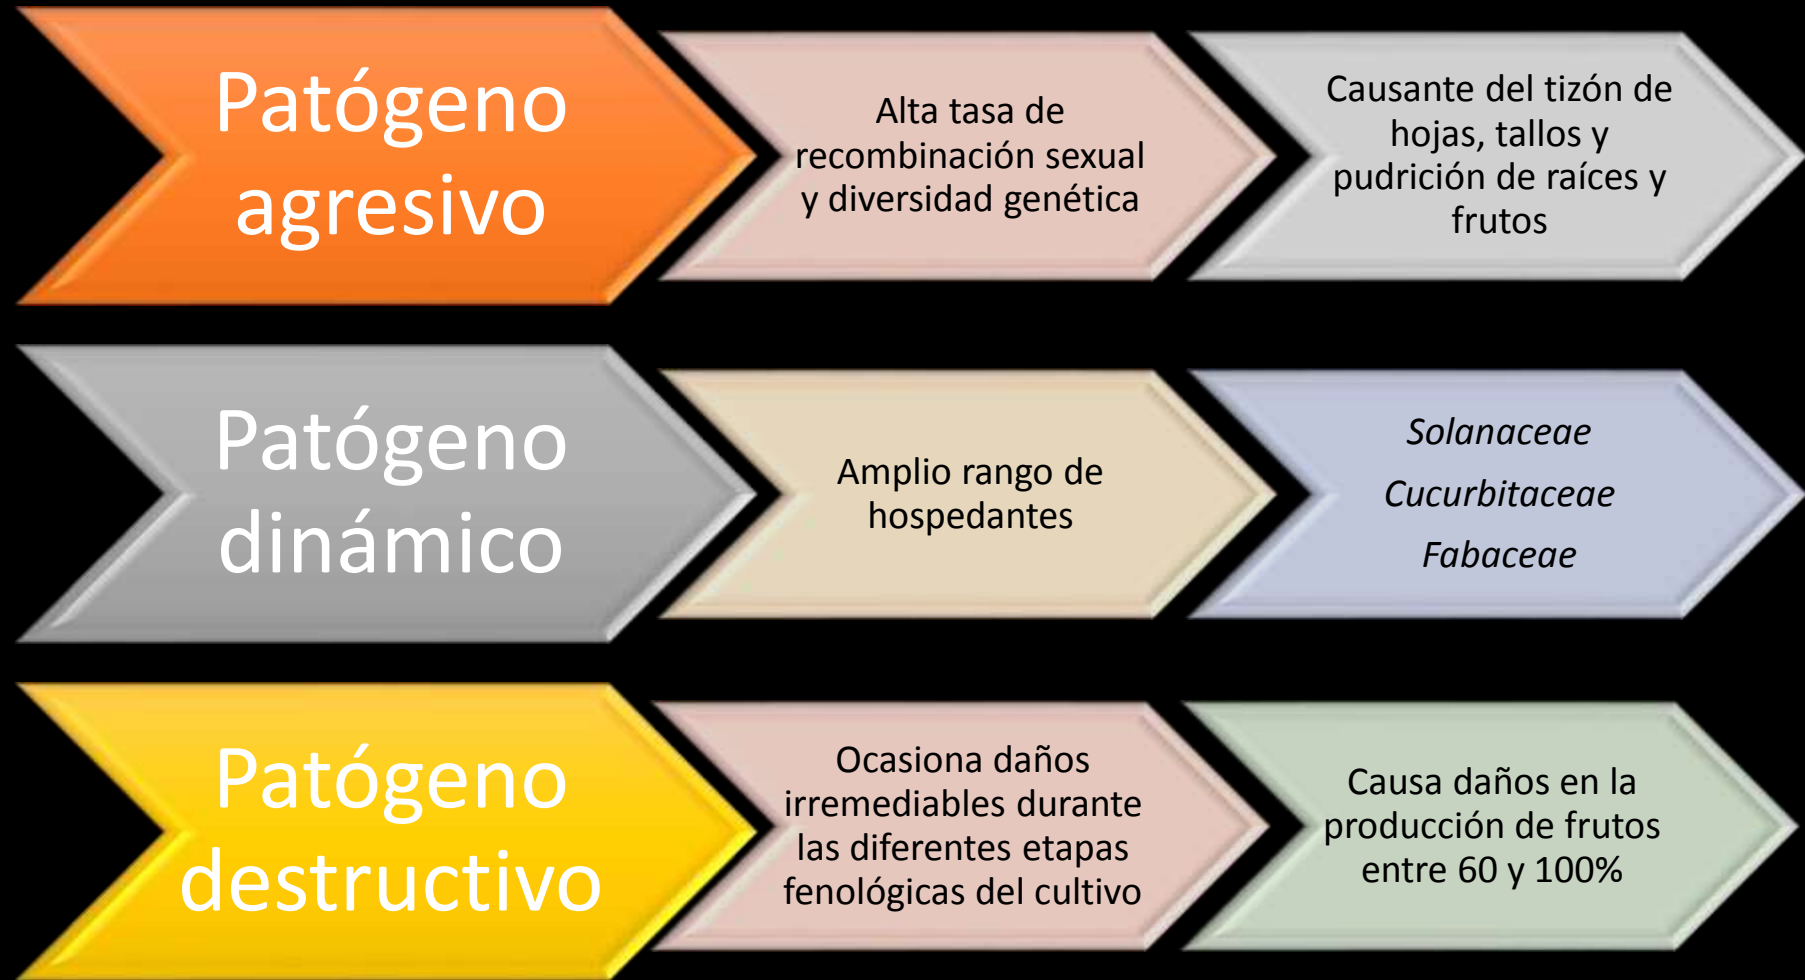 Patógeno
agresivo
Alta tasa de
recombinación sexual
y diversidad genética
Causante del tizón de
hojas, tallos y
pudrición de raíces y
frutos
Patógeno
dinámico
Amplio rango de
hospedantes
Solanaceae
Cucurbitaceae
Fabaceae
Patógeno
destructivo
Ocasiona daños
irremediables durante
las diferentes etapas
fenológicas del cultivo
Causa daños en la
producción de frutos
entre 60 y 100%